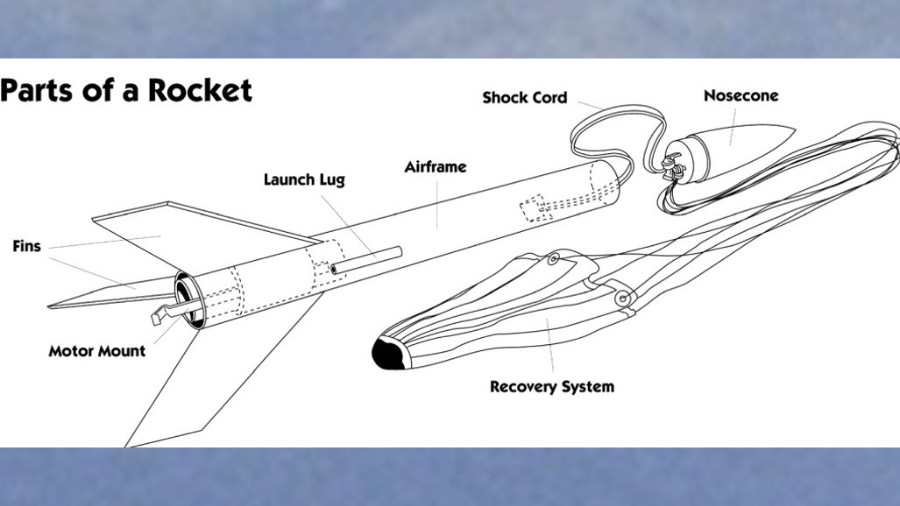 Parts of a Rocket
Shock Cord
Nosecone
Airframe
Launch Lug
Fins
Motor Mount
Recovery System